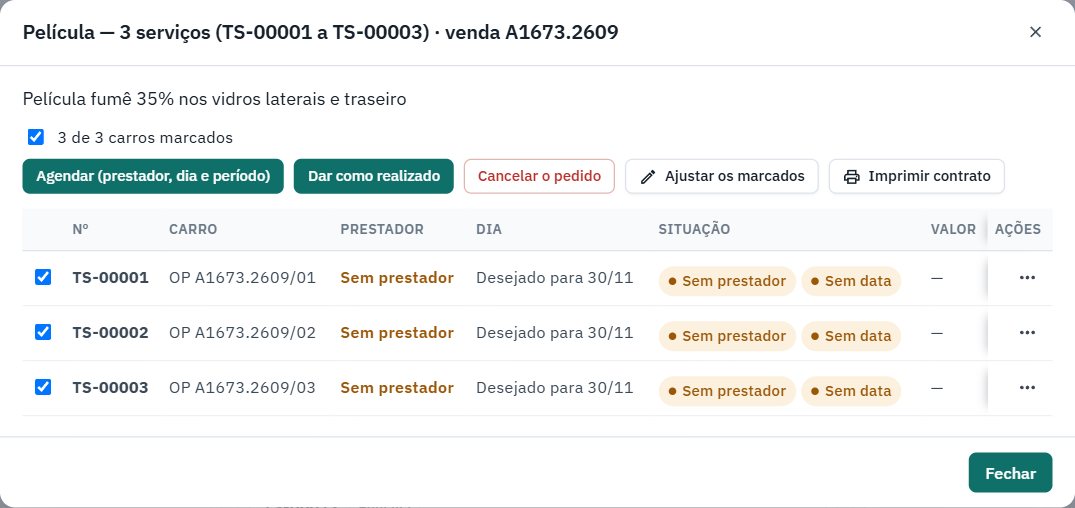 Película — 3 serviços (TS-00001 a TS-00003) · venda A1673.2609
Película fumê 35% nos vidros laterais e traseiro
3 de 3 carros marcados
Agendar (prestador, dia e período) Dar como realizado Cancelar o pedido Ajustar os marcados Imprimir contrato
Nº CARRO PRESTADOR DIA SITUAÇÃO VALOR AÇÕES
TS-00001 OP A1673.2609/01 Sem prestador Desejado para 30/11 Sem prestador Sem data —
TS-00002 OP A1673.2609/02 Sem prestador Desejado para 30/11 Sem prestador Sem data —
TS-00003 OP A1673.2609/03 Sem prestador Desejado para 30/11 Sem prestador Sem data —
Fechar